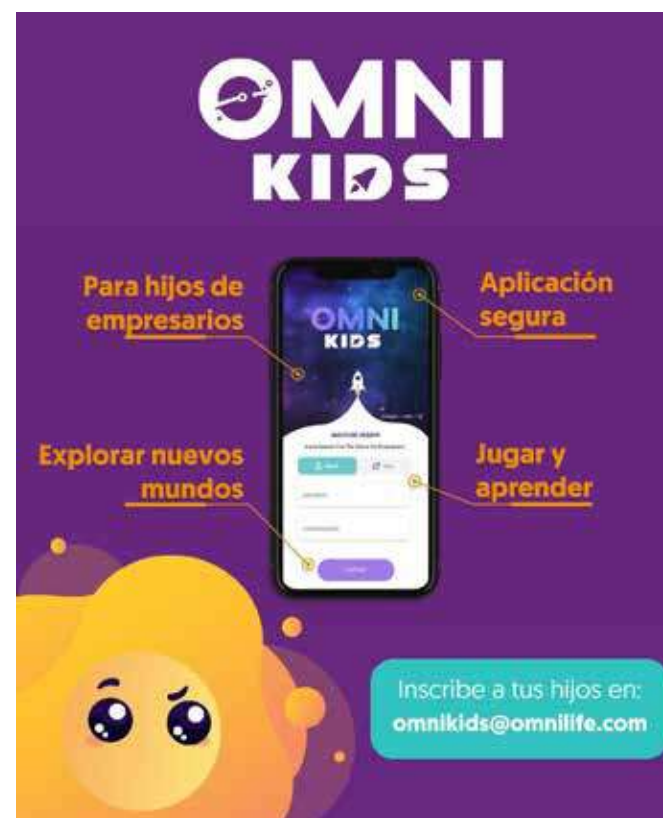 OMNI
KIDS
Para hijos de
empresarios
Aplicación
segura
OMNI
KIDS
Explorar nuevos
mundos
Jugar y
aprender
Inscribe a tus hijos en:
omnikids@omnilife.com